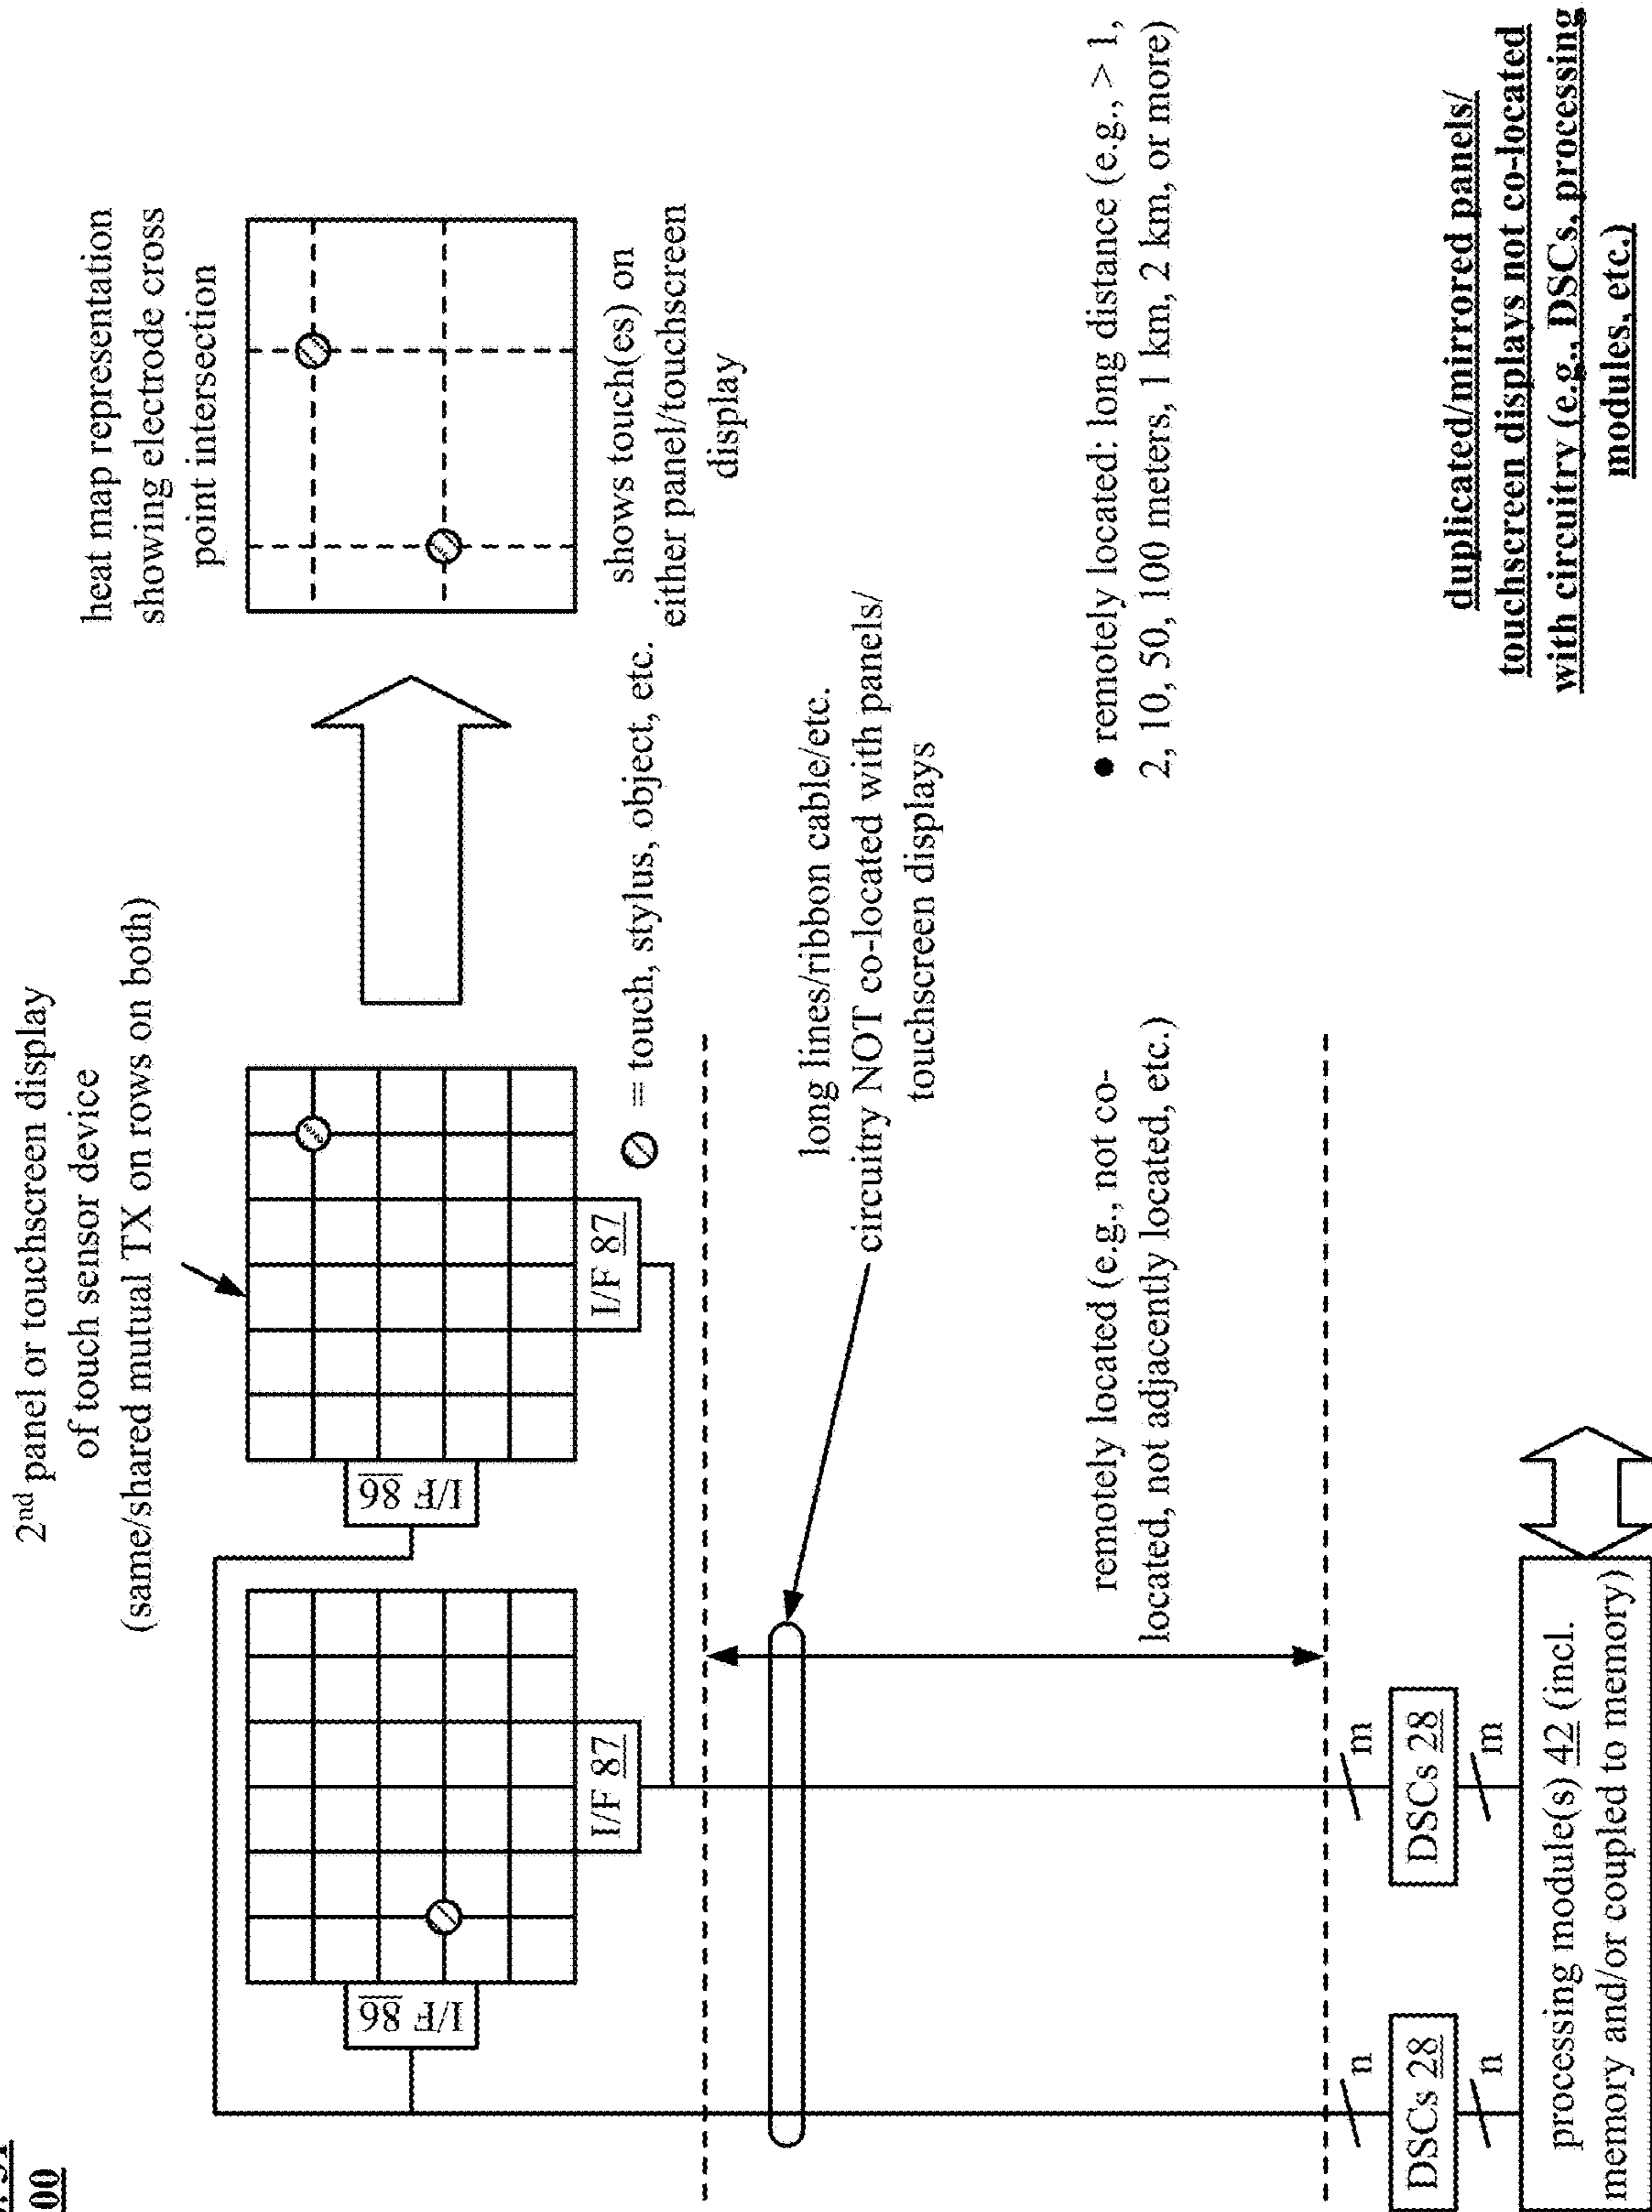 00
2nd panel or touchscreen display
of touch sensor device
(same/shared mutual TX on rows on both)
heat map representation
showing electrode cross
point intersection
I/F 86
I/F 87
I/F 86
I/F 87
= touch, stylus, object, etc.
shows touch(es) on
either panel/touchscreen
display
long lines/ribbon cable/etc.
circuitry NOT co-located with panels/
touchscreen displays
remotely located (e.g., not co-
located, not adjacently located, etc.)
● remotely located: long distance (e.g., > 1,
2, 10, 50, 100 meters, 1 km, 2 km, or more)
n
m
DSCs 28
DSCs 28
n
m
processing module(s) 42 (incl.
memory and/or coupled to memory)
duplicated/mirrored panels/
touchscreen displays not co-located
with circuitry (e.g., DSCs, processing
modules, etc.)